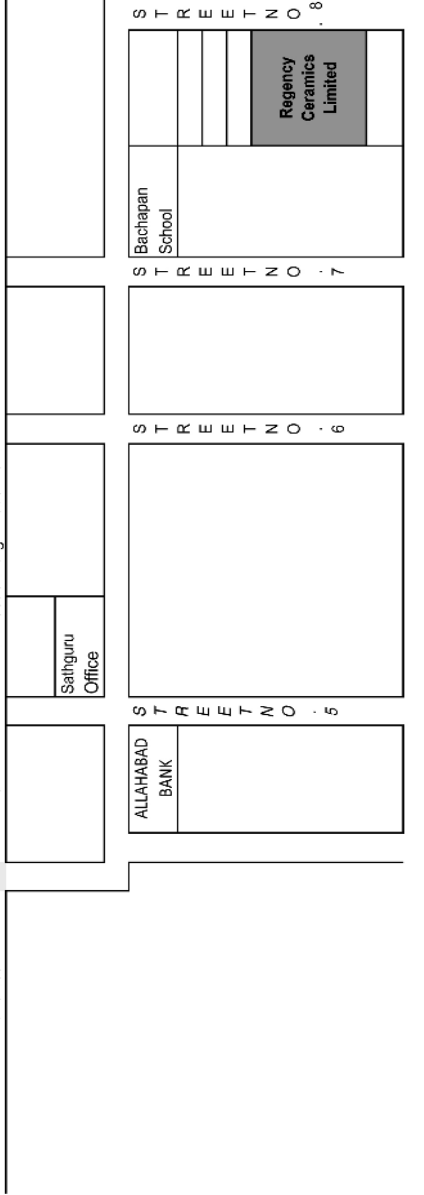 STREET NO. 8
Regency
Ceramics
Limited
Bachapan
School
STREET NO. 7
STREET NO. 6
Sathguru
Office
STREET NO. 5
ALLAHABAD
BANK